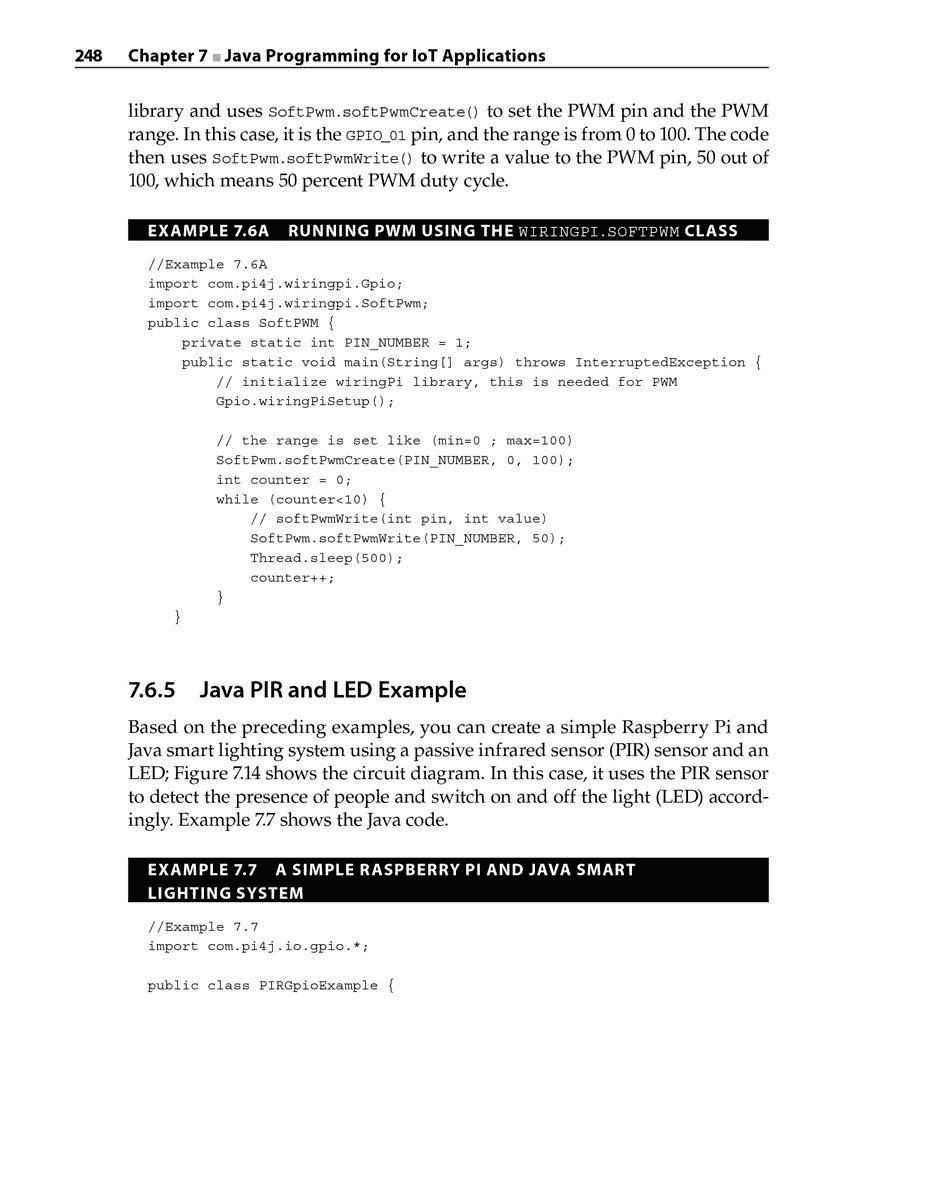 248 Chapter 7 ■ Java Programming for IoT Applications
library and uses SoftPwm.softPwmCreate() to set the PWM pin and the PWM
range. In this case, it is the GPIO_01 pin, and the range is from 0 to 100. The code
then uses SoftPwm.softPwmWrite() to write a value to the PWM pin, 50 out of
100, which means 50 percent PWM duty cycle.
EXAMPLE 7.6A RUNNING PWM USING THE WIRINGPI.SOFTPWM CLASS
//Example 7.6A
import com.pi4j.wiringpi.Gpio;
import com.pi4j.wiringpi.SoftPwm;
public class SoftPWM {
    private static int PIN_NUMBER = 1;
    public static void main(String[] args) throws InterruptedException {
        // initialize wiringPi library, this is needed for PWM
        Gpio.wiringPiSetup();
        // the range is set like (min=0 ; max=100)
        SoftPwm.softPwmCreate(PIN_NUMBER, 0, 100);
        int counter = 0;
        while (counter<10) {
            // softPwmWrite(int pin, int value)
            SoftPwm.softPwmWrite(PIN_NUMBER, 50);
            Thread.sleep(500);
            counter++;
        }
   }
7.6.5 Java PIR and LED Example
Based on the preceding examples, you can create a simple Raspberry Pi and
Java smart lighting system using a passive infrared sensor (PIR) sensor and an
LED; Figure 7.14 shows the circuit diagram. In this case, it uses the PIR sensor
to detect the presence of people and switch on and off the light (LED) accord-
ingly. Example 7.7 shows the Java code.
EXAMPLE 7.7 A SIMPLE RASPBERRY PI AND JAVA SMART
LIGHTING SYSTEM
//Example 7.7
import com.pi4j.io.gpio.*;
public class PIRGpioExample {